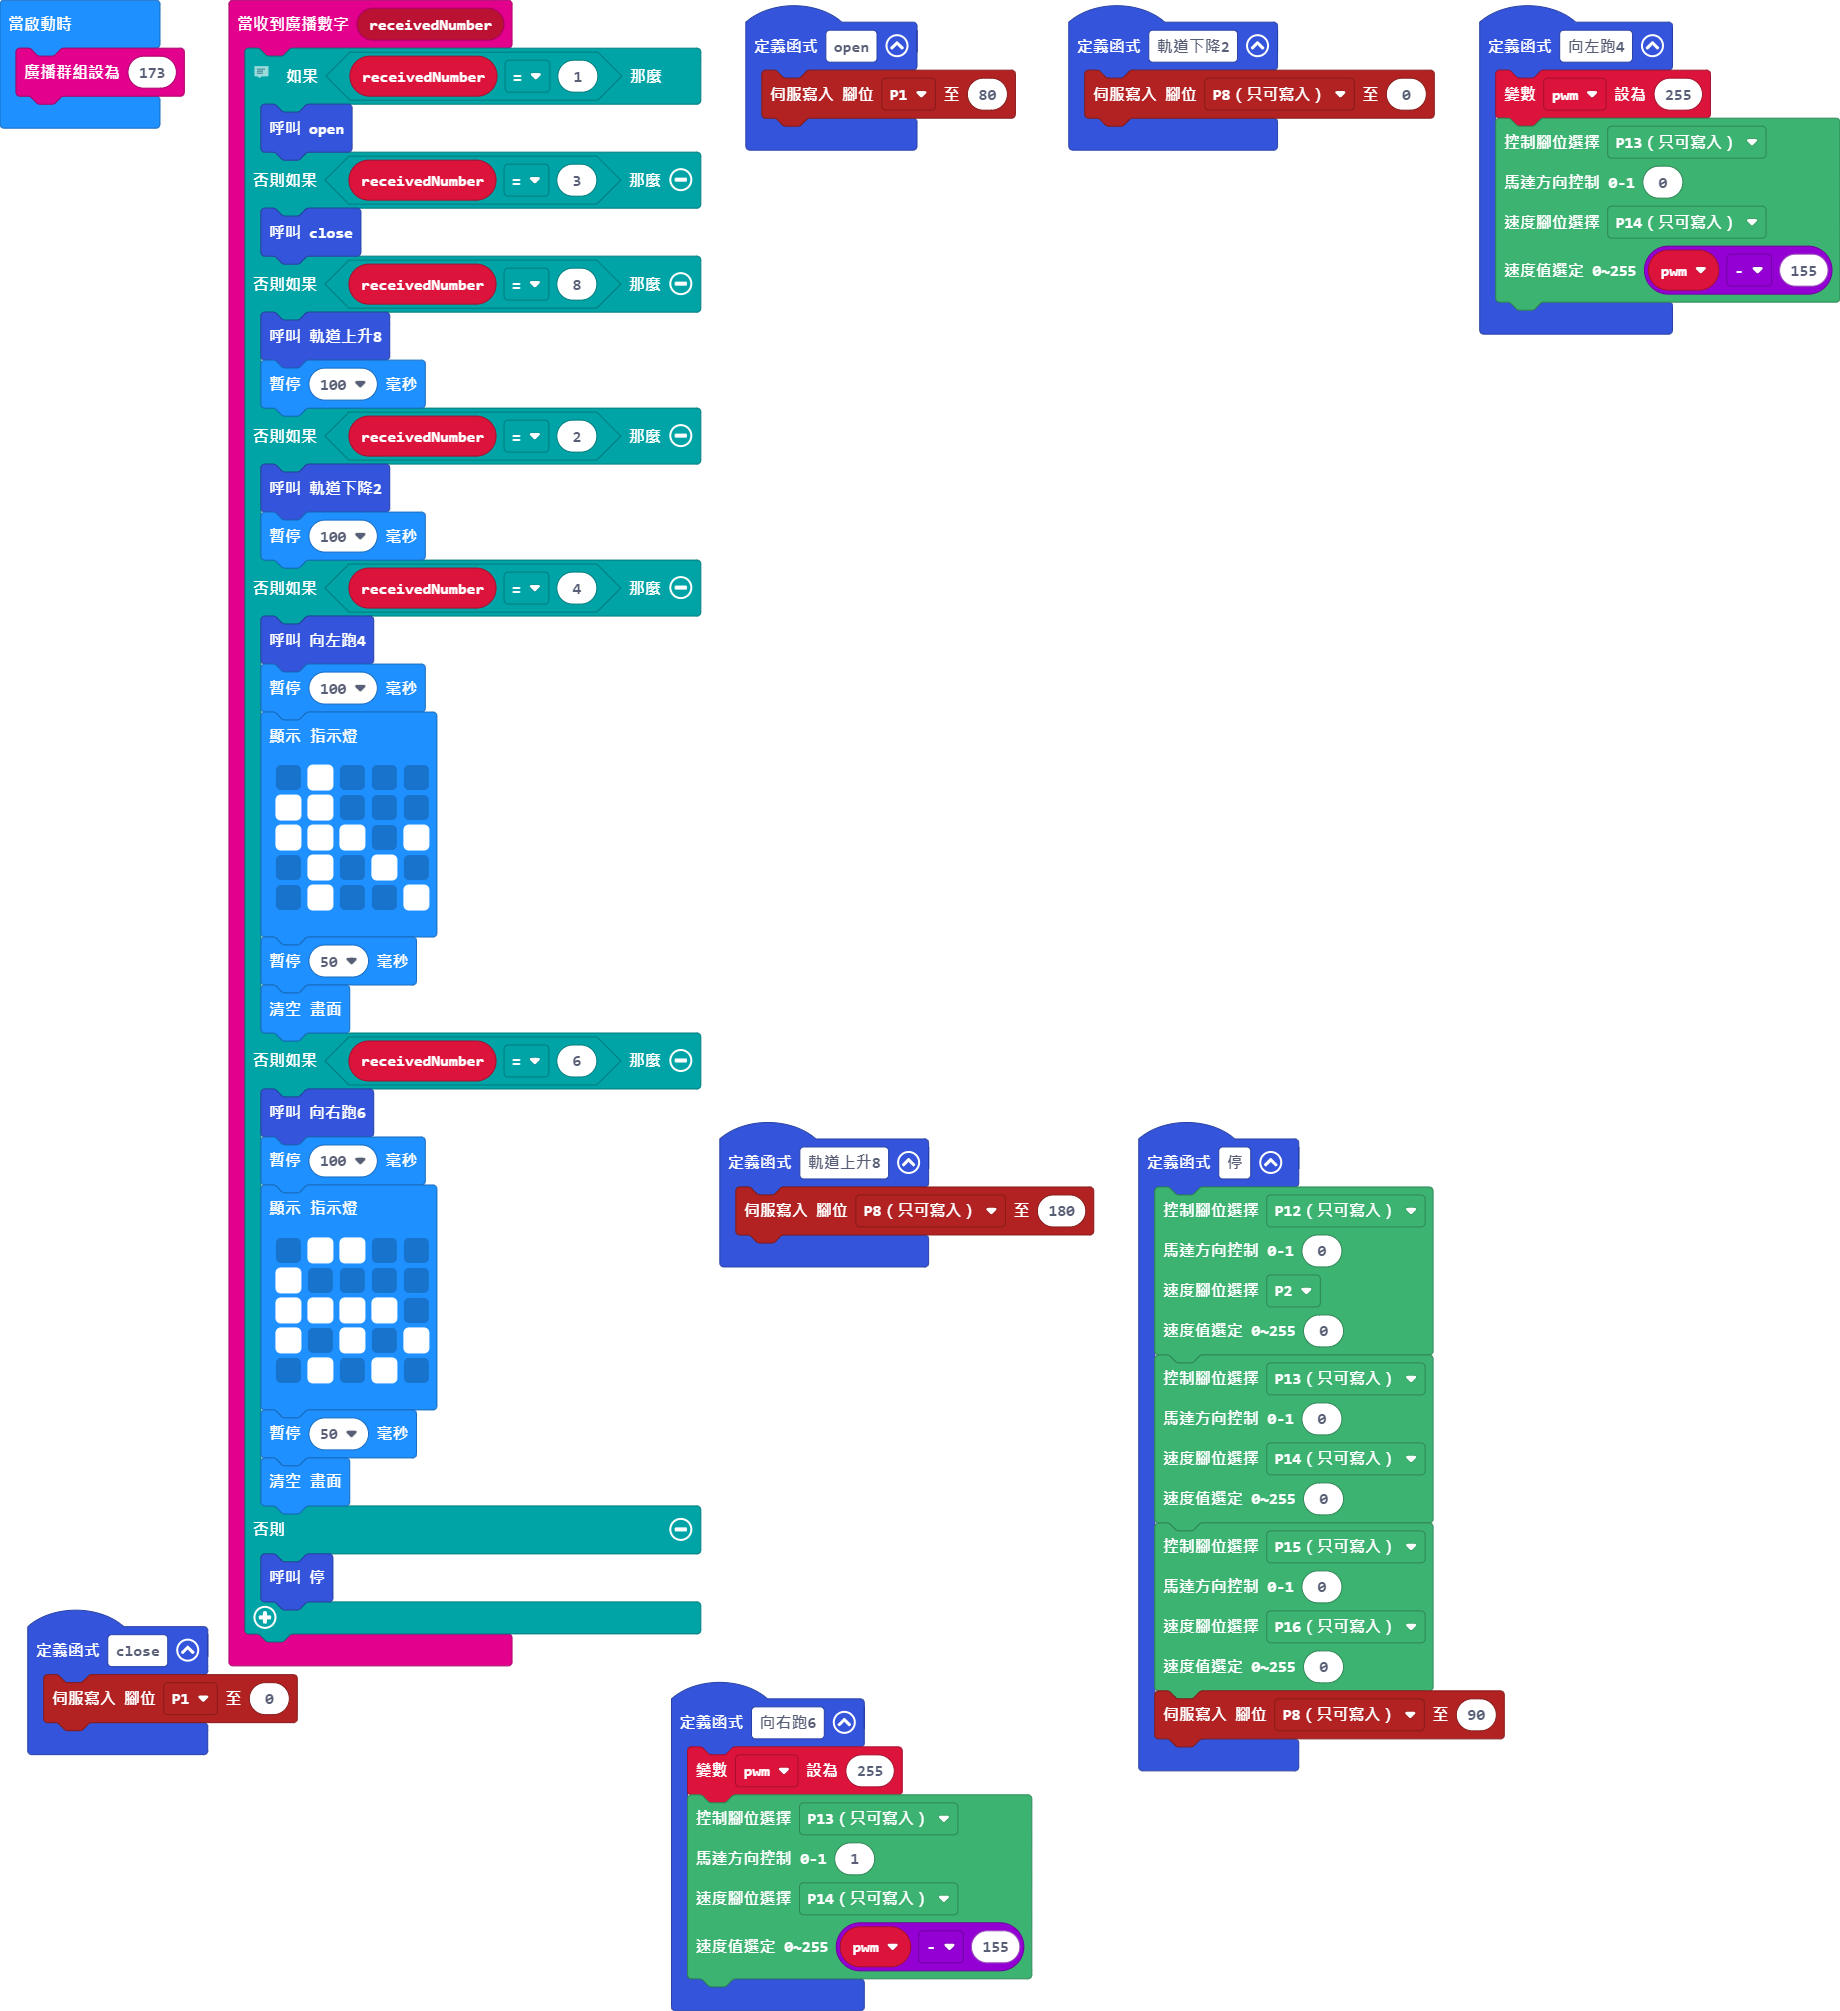 當啟動時
廣播群組設為 173
當收到廣播數字 receivedNumber
如果 receivedNumber = 1 那麼
呼叫 open
否則如果 receivedNumber = 3 那麼
呼叫 close
否則如果 receivedNumber = 8 那麼
呼叫 軌道上升8
暫停 100 毫秒
否則如果 receivedNumber = 2 那麼
呼叫 軌道下降2
暫停 100 毫秒
否則如果 receivedNumber = 4 那麼
呼叫 向左跑4
暫停 100 毫秒
顯示 指示燈
暫停 50 毫秒
清空 畫面
否則如果 receivedNumber = 6 那麼
呼叫 向右跑6
暫停 100 毫秒
顯示 指示燈
暫停 50 毫秒
清空 畫面
否則
呼叫 停
定義函式 open
伺服寫入 腳位 P1 至 80
定義函式 軌道下降2
伺服寫入 腳位 P8（只可寫入） 至 0
定義函式 向左跑4
變數 pwm 設為 255
控制腳位選擇 P13（只可寫入）
馬達方向控制 0-1 0
速度腳位選擇 P14（只可寫入）
速度值選定 0~255 pwm - 155
定義函式 軌道上升8
伺服寫入 腳位 P8（只可寫入） 至 180
定義函式 停
控制腳位選擇 P12（只可寫入）
馬達方向控制 0-1 0
速度腳位選擇 P2
速度值選定 0~255 0
控制腳位選擇 P13（只可寫入）
馬達方向控制 0-1 0
速度腳位選擇 P14（只可寫入）
速度值選定 0~255 0
控制腳位選擇 P15（只可寫入）
馬達方向控制 0-1 0
速度腳位選擇 P16（只可寫入）
速度值選定 0~255 0
伺服寫入 腳位 P8（只可寫入） 至 90
定義函式 close
伺服寫入 腳位 P1 至 0
定義函式 向右跑6
變數 pwm 設為 255
控制腳位選擇 P13（只可寫入）
馬達方向控制 0-1 1
速度腳位選擇 P14（只可寫入）
速度值選定 0~255 pwm - 155